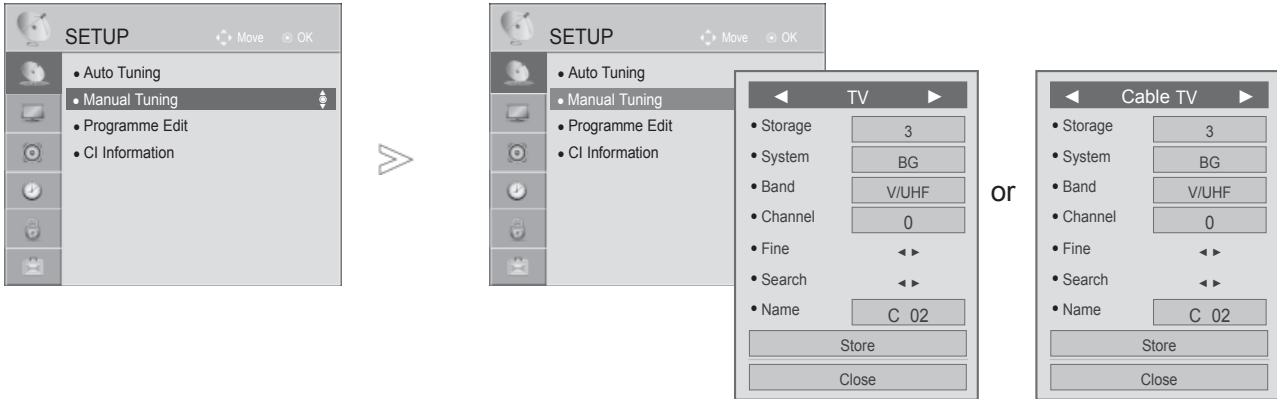 SETUP Move OK
Auto Tuning
Manual Tuning
Programme Edit
CI Information
SETUP Move OK
Auto Tuning
Manual Tuning
Programme Edit
CI Information
◄ TV ►
Storage 3
System BG
Band V/UHF
Channel 0
Fine ◄ ►
Search ◄ ►
Name C 02
Store
Close
or
◄ Cable TV ►
Storage 3
System BG
Band V/UHF
Channel 0
Fine ◄ ►
Search ◄ ►
Name C 02
Store
Close